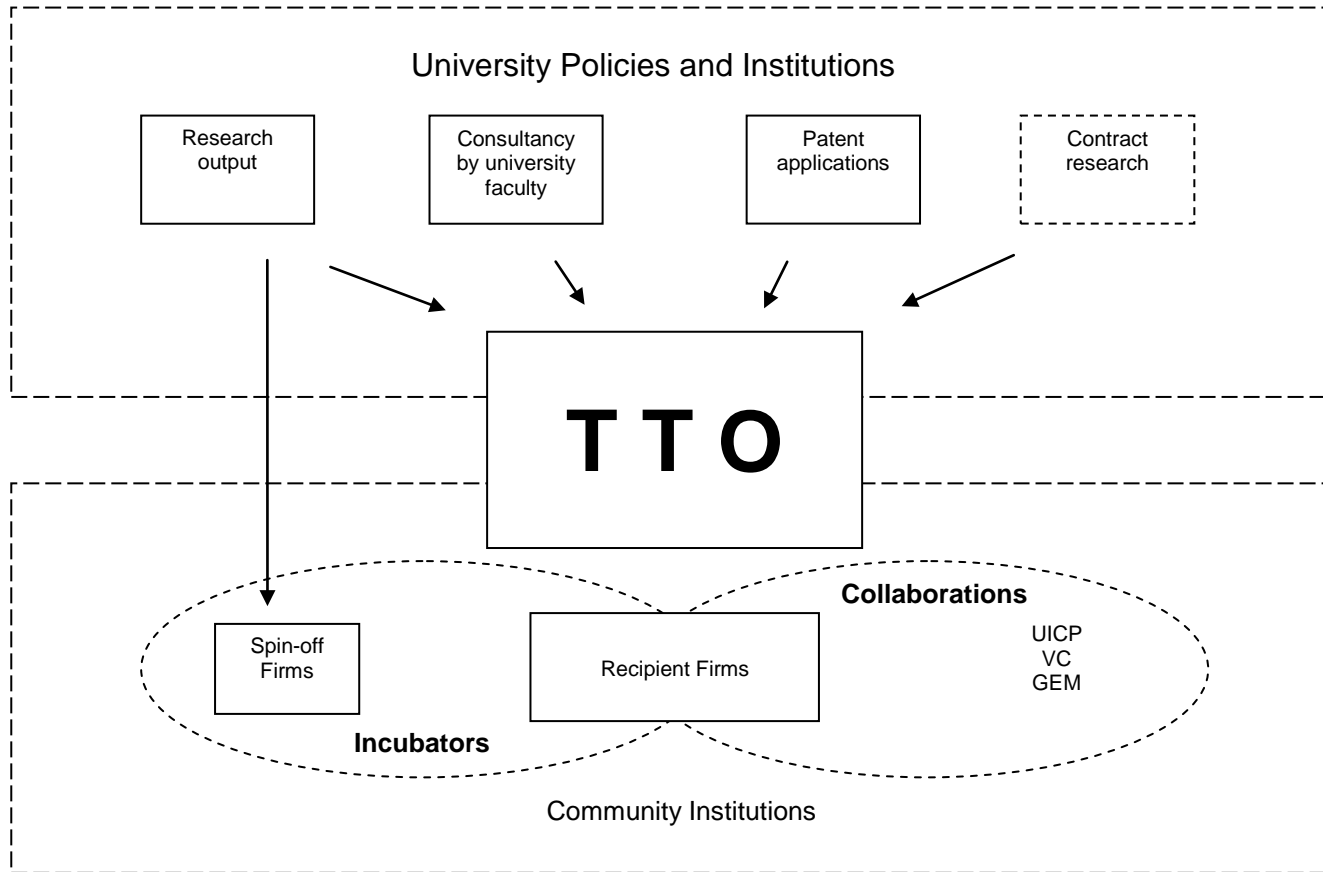 University Policies and Institutions
Research
output
Consultancy
by university
faculty
Patent
applications
Contract
research
T T O
Collaborations
UICP
VC
GEM
Spin-off
Firms
Recipient Firms
Incubators
Community Institutions